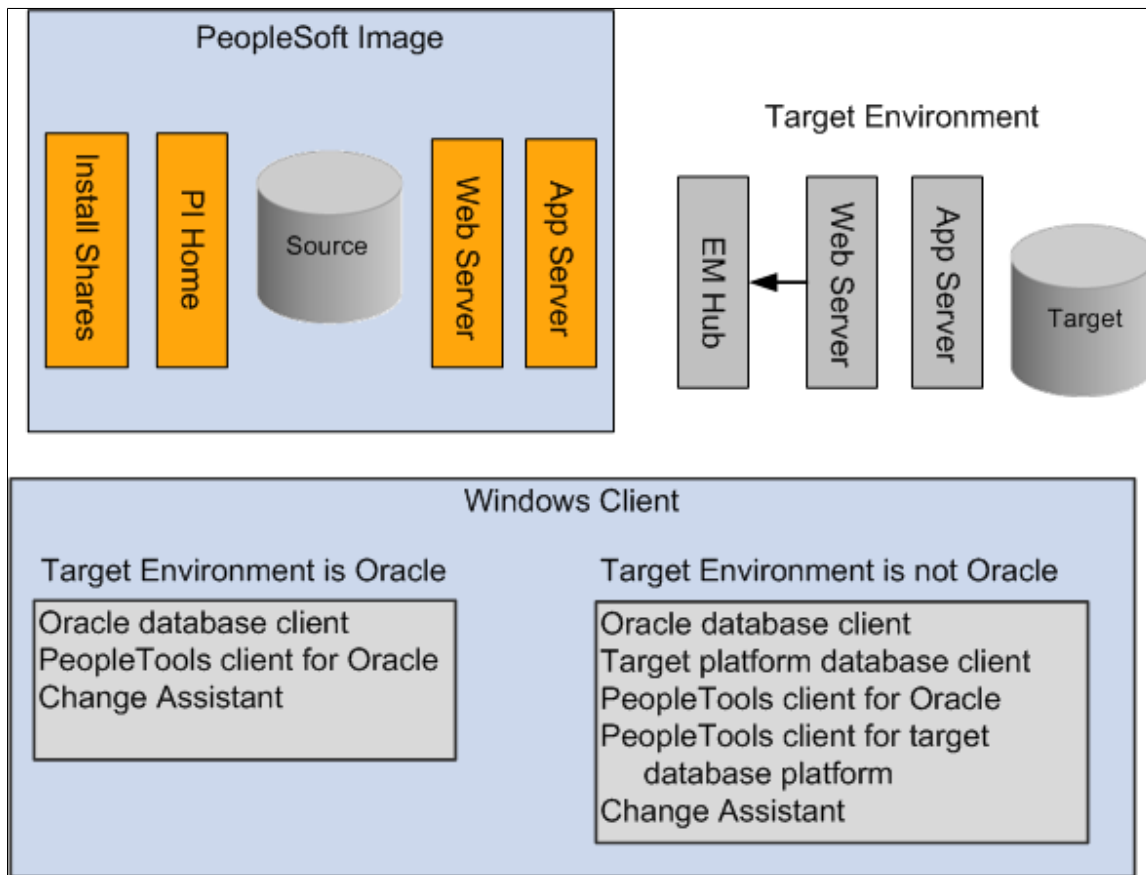 PeopleSoft Image
Install Shares
PI Home
Source
Web Server
App Server
Target Environment
EM Hub
Web Server
App Server
Target
Windows Client
Target Environment is Oracle
Oracle database client
PeopleTools client for Oracle
Change Assistant
Target Environment is not Oracle
Oracle database client
Target platform database client
PeopleTools client for Oracle
PeopleTools client for target
database platform
Change Assistant